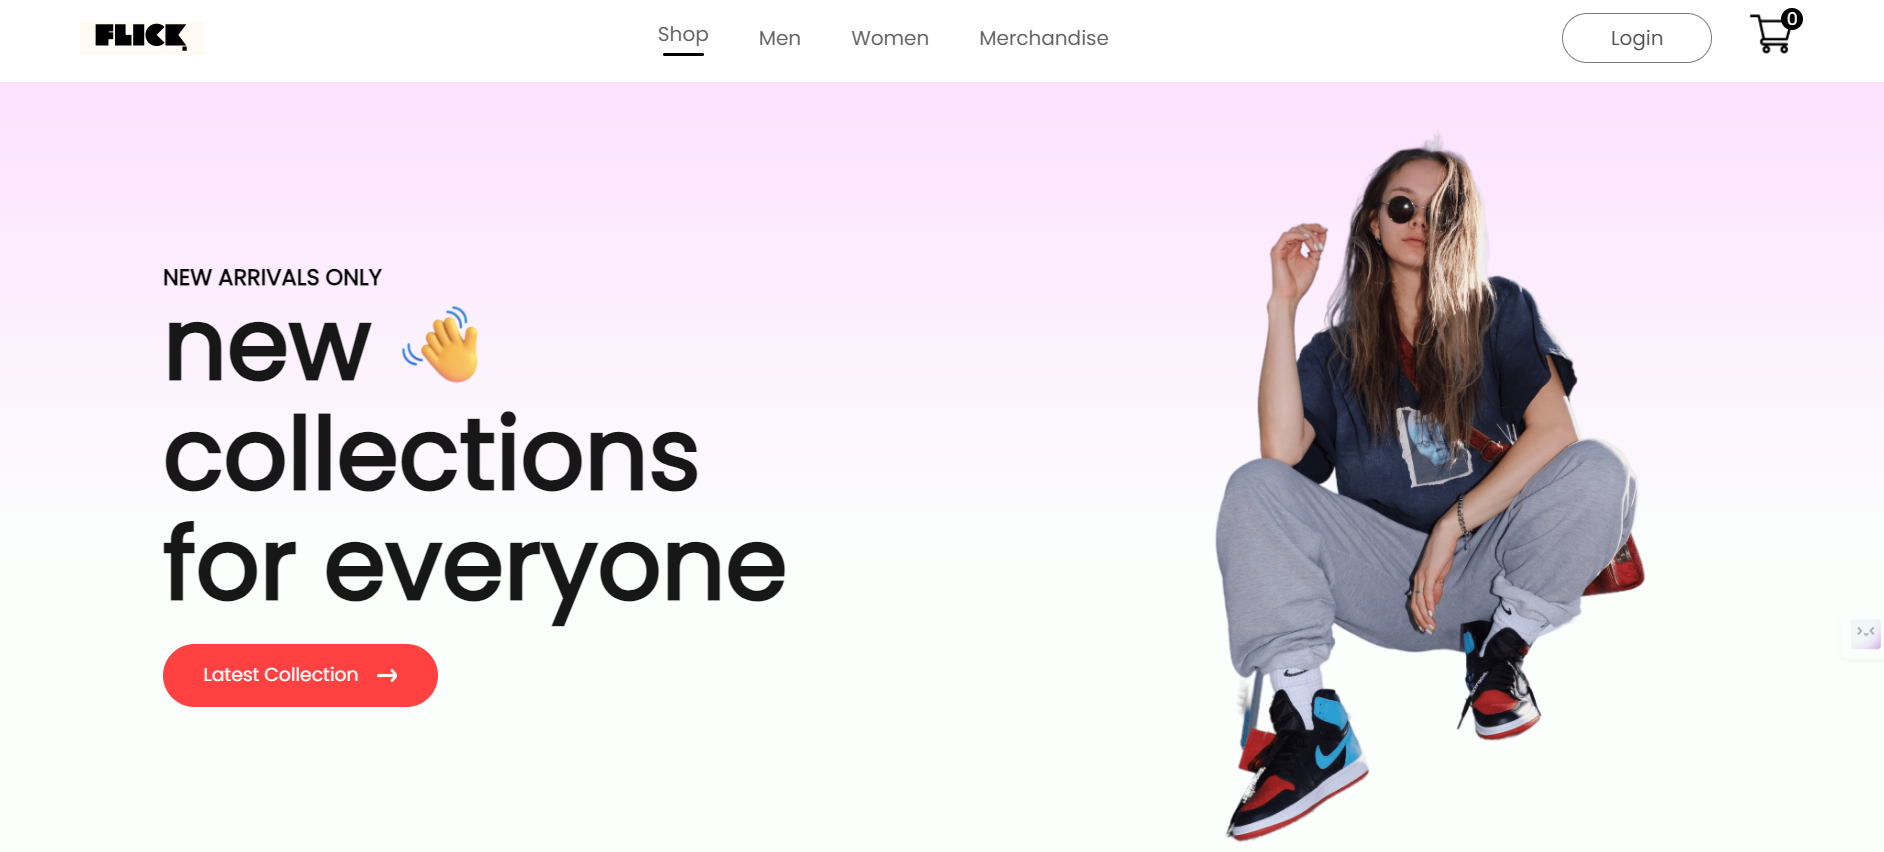 FLICK.
Shop
Men
Women
Merchandise
Login
0
NEW ARRIVALS ONLY
new 👋
collections
for everyone
Latest Collection →